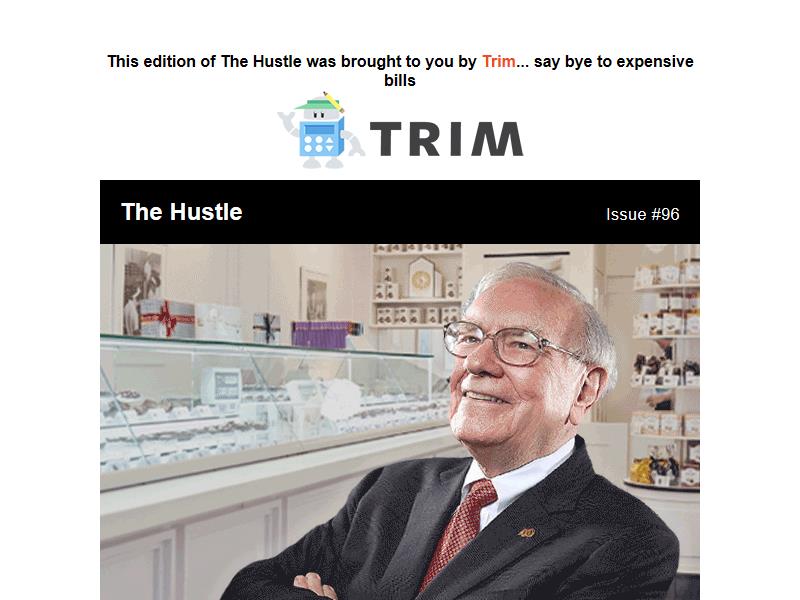 This edition of The Hustle was brought to you by Trim... say bye to expensive
bills
TRIM
The Hustle
Issue #96